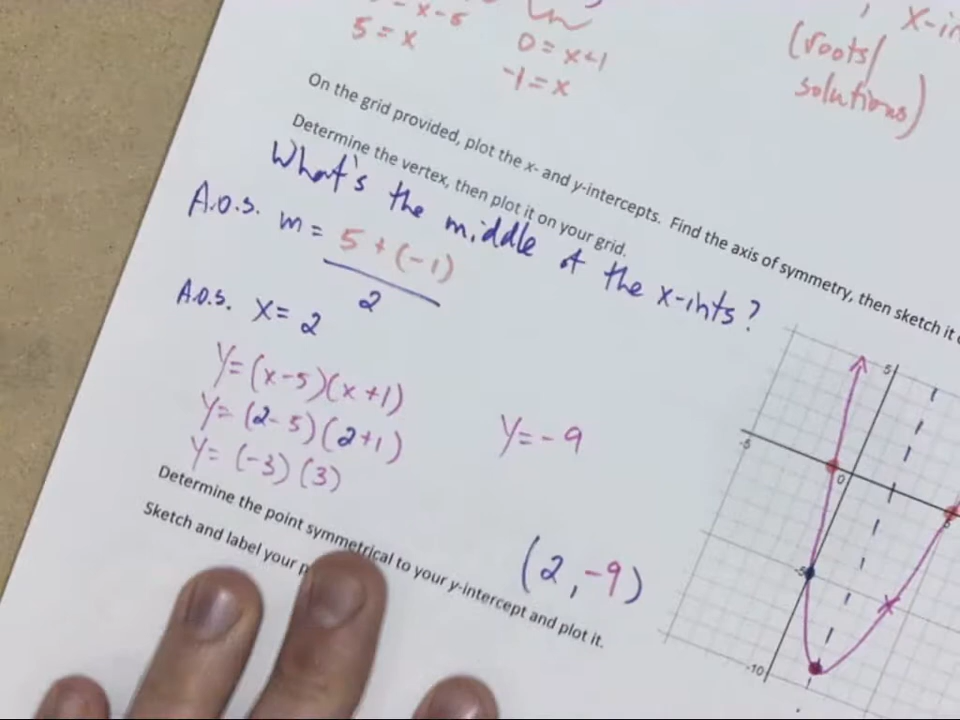 -x-5
5=x
0=x+1
-1=x
x-in
(roots/
solutions)
On the grid provided, plot the x- and y-intercepts. Find the axis of symmetry, then sketch it
Determine the vertex, then plot it on your grid.
What's the middle of the x-ints?
A.o.s. m= 5+(-1)
2
A.o.s. x=2
y=(x-5)(x+1)
y=(2-5)(2+1)
y=(-3)(3)
y=-9
(2,-9)
Determine the point symmetrical to your y-intercept and plot it.
Sketch and label your p
5
-5
0
5
-5
-10